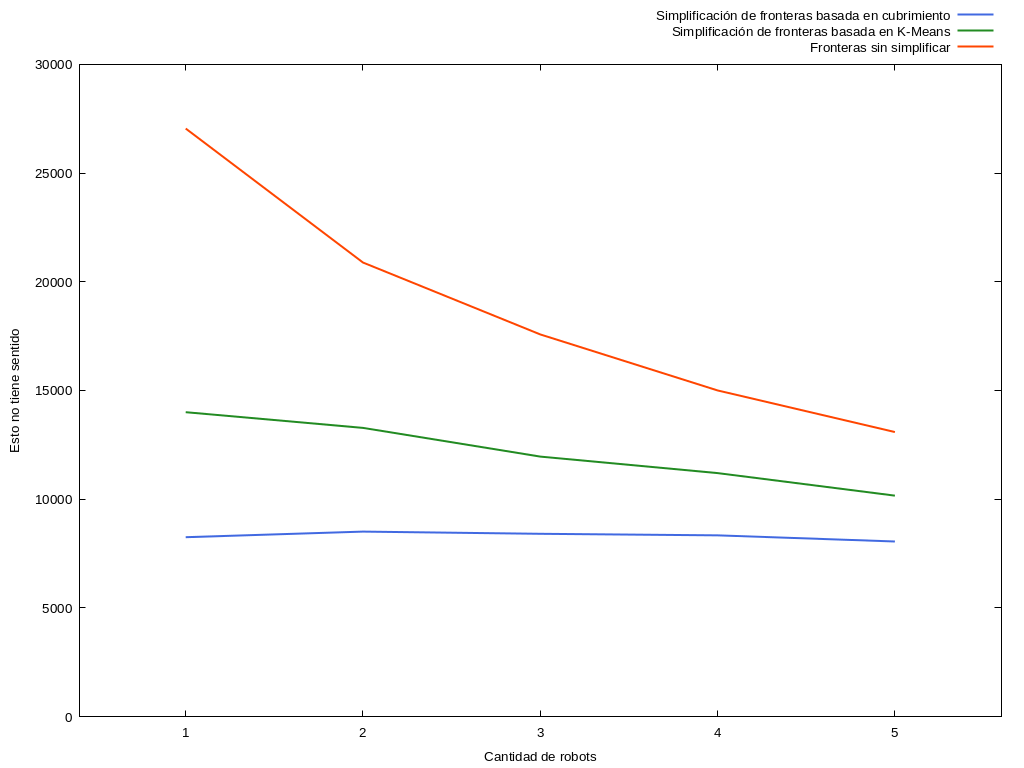 Simplificación de fronteras basada en cubrimiento
Simplificación de fronteras basada en K-Means
Fronteras sin simplificar
30000
25000
20000
15000
10000
5000
0
Esto no tiene sentido
1 2 3 4 5
Cantidad de robots